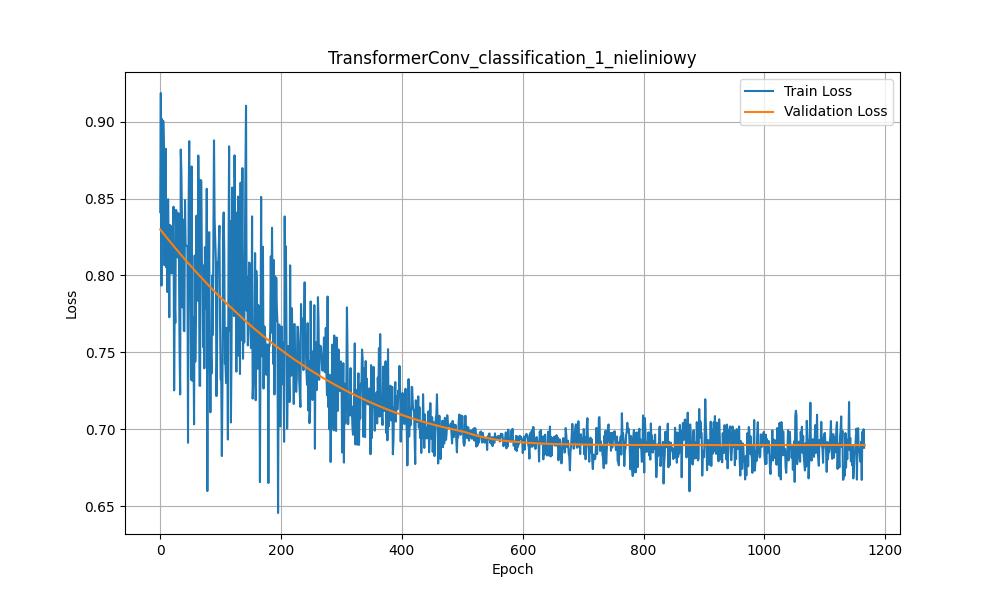 TransformerConv_classification_1_nieliniowy
Train Loss
Validation Loss
Loss
0.90
0.85
0.80
0.75
0.70
0.65
0 200 400 600 800 1000 1200
Epoch